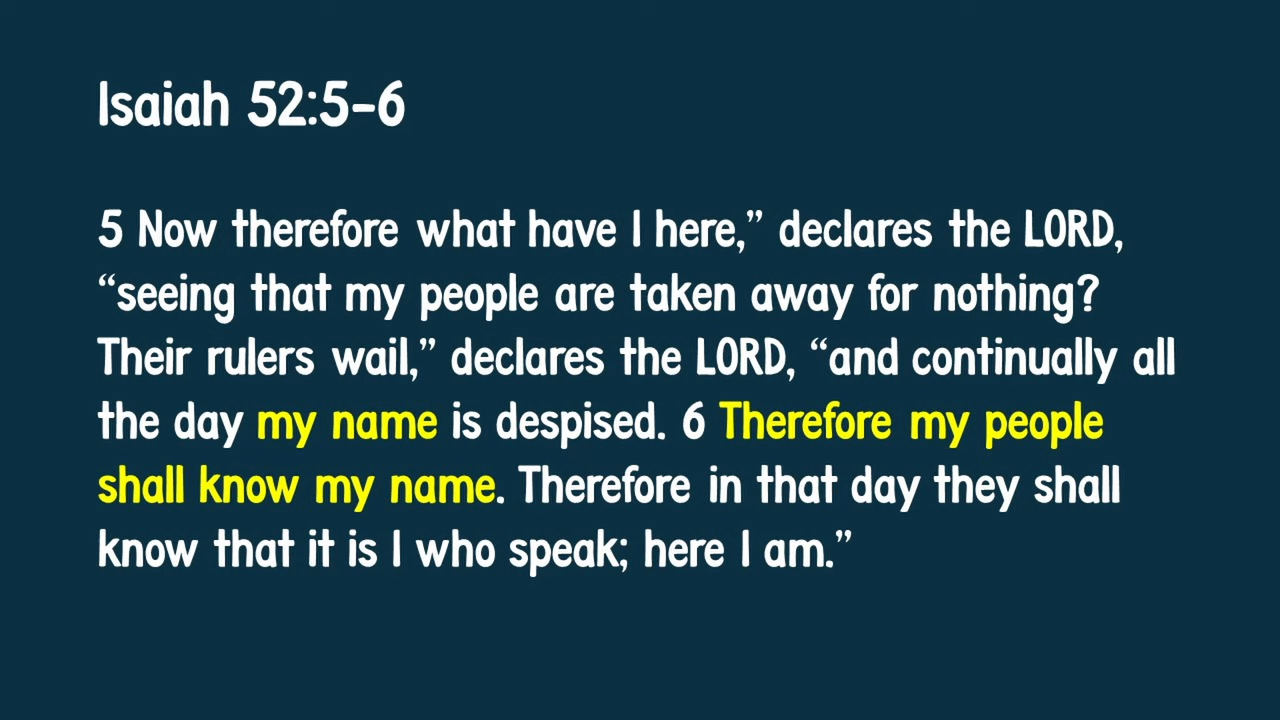 Isaiah 52:5-6
5 Now therefore what have I here,” declares the LORD,
“seeing that my people are taken away for nothing?
Their rulers wail,” declares the LORD, “and continually all
the day my name is despised. 6 Therefore my people
shall know my name. Therefore in that day they shall
know that it is I who speak; here I am.”